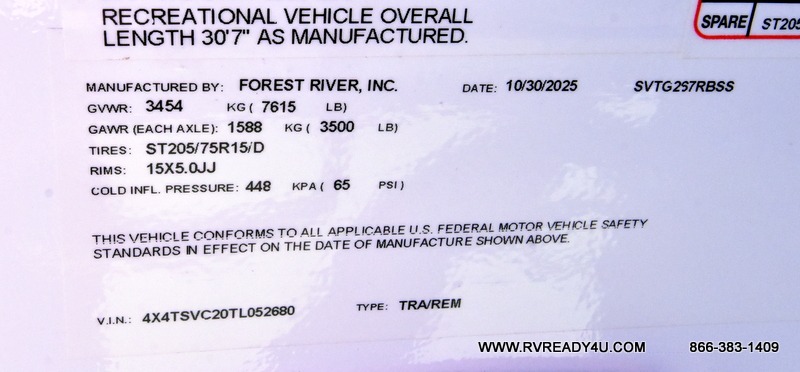 RECREATIONAL VEHICLE OVERALL
LENGTH 30'7" AS MANUFACTURED.
SPARE ST205
MANUFACTURED BY: FOREST RIVER, INC. DATE: 10/30/2025 SVTG267RBSS
GVWR: 3454 KG ( 7615 LB)
GAWR (EACH AXLE): 1588 KG ( 3500 LB)
TIRES: ST205/75R15/D
RIMS: 15X5.0JJ
COLD INFL. PRESSURE: 448 KPA ( 65 PSI )
THIS VEHICLE CONFORMS TO ALL APPLICABLE U.S. FEDERAL MOTOR VEHICLE SAFETY
STANDARDS IN EFFECT ON THE DATE OF MANUFACTURE SHOWN ABOVE.
V.I.N.: 4X4TSVC20TL052680 TYPE: TRA/REM
WWW.RVREADY4U.COM 866-383-1409